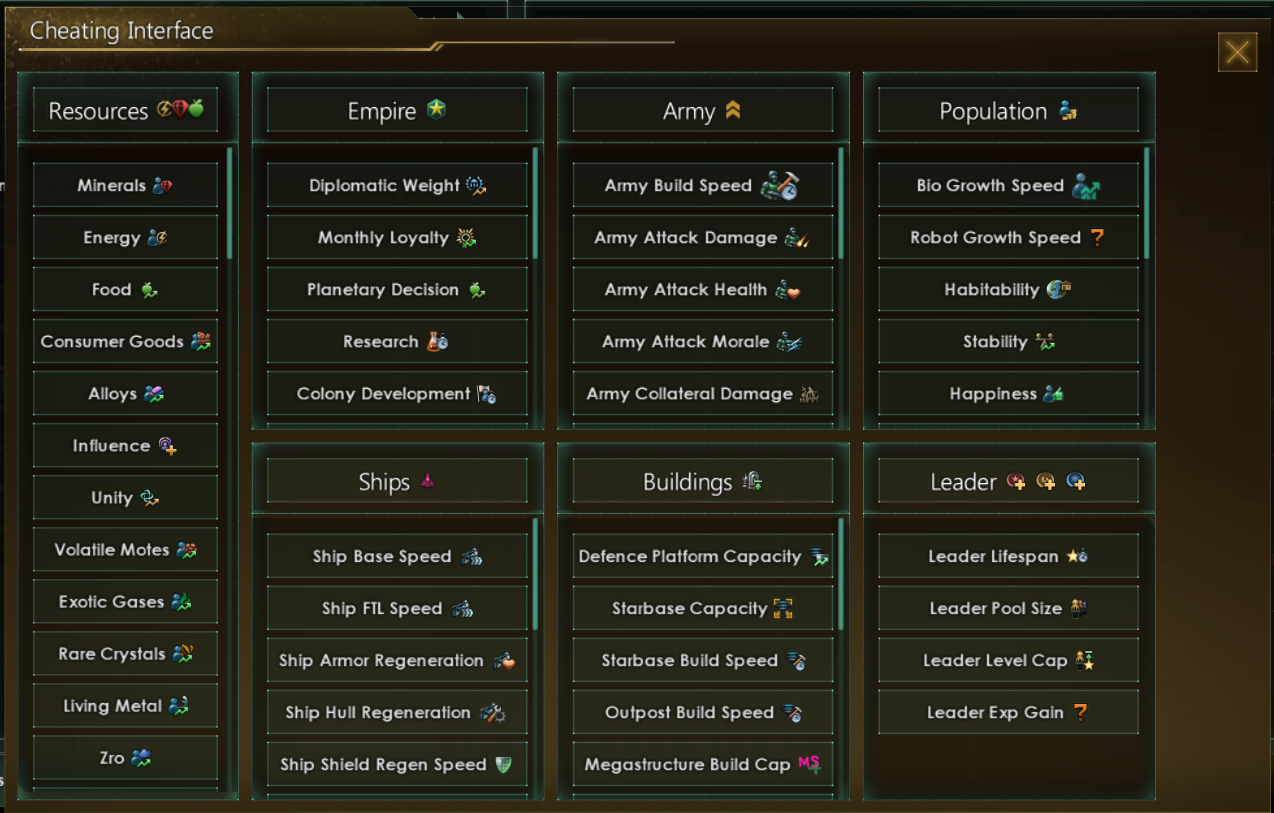 Cheating Interface
Resources
Minerals
Energy
Food
Consumer Goods
Alloys
Influence
Unity
Volatile Motes
Exotic Gases
Rare Crystals
Living Metal
Zro
Empire
Diplomatic Weight
Monthly Loyalty
Planetary Decision
Research
Colony Development
Army
Army Build Speed
Army Attack Damage
Army Attack Health
Army Attack Morale
Army Collateral Damage
Population
Bio Growth Speed
Robot Growth Speed ?
Habitability
Stability
Happiness
Ships
Ship Base Speed
Ship FTL Speed
Ship Armor Regeneration
Ship Hull Regeneration
Ship Shield Regen Speed
Buildings
Defence Platform Capacity
Starbase Capacity
Starbase Build Speed
Outpost Build Speed
Megastructure Build Cap MS
Leader
Leader Lifespan
Leader Pool Size
Leader Level Cap
Leader Exp Gain ?